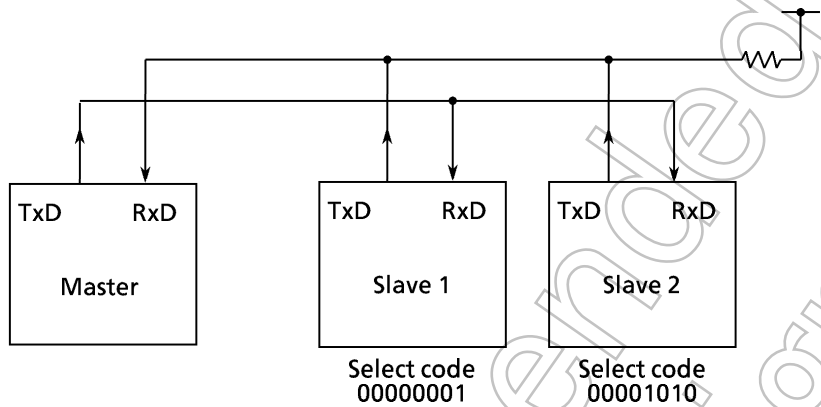 TxD RxD
Master
TxD RxD
Slave 1
Select code
00000001
TxD RxD
Slave 2
Select code
00001010